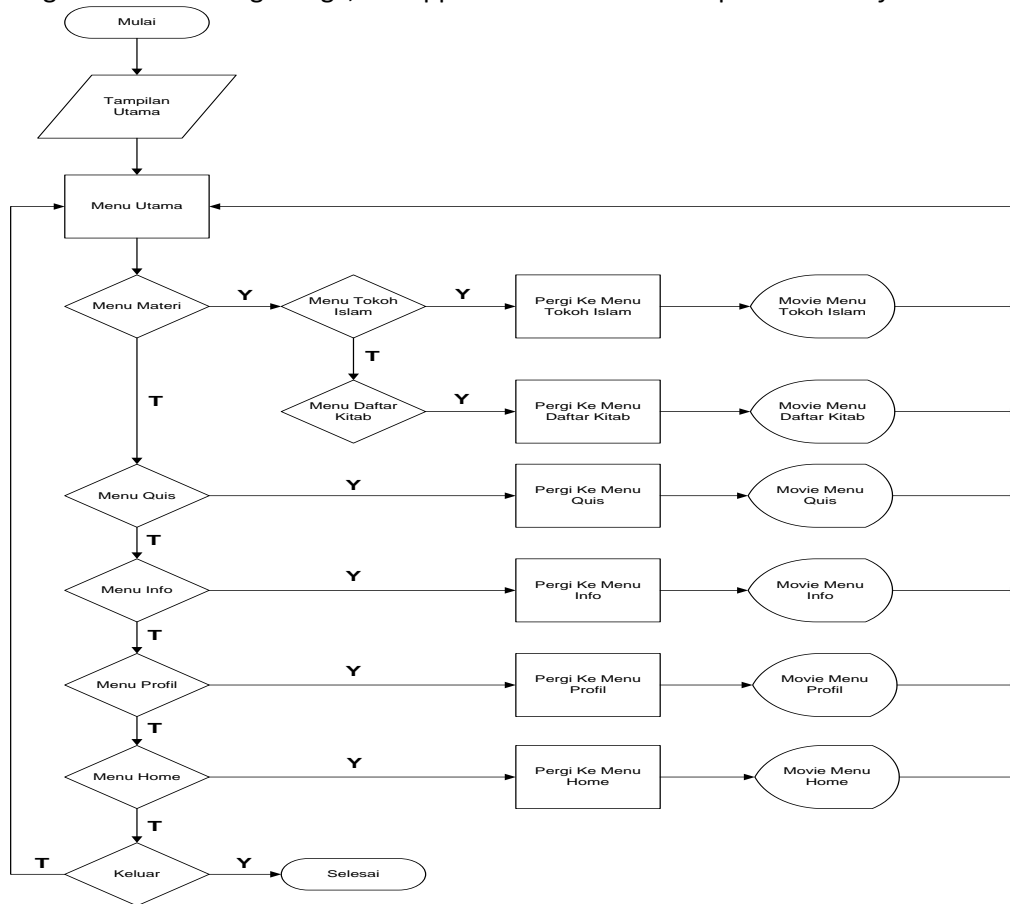 Mulai
Tampilan
Utama
Menu Utama
Menu Materi
Y
Menu Tokoh
Islam
Y
Pergi Ke Menu
Tokoh Islam
Movie Menu
Tokoh Islam
T
T
Menu Daftar
Kitab
Y
Pergi Ke Menu
Daftar Kitab
Movie Menu
Daftar Kitab
Menu Quis
Y
Pergi Ke Menu
Quis
Movie Menu
Quis
T
Menu Info
Y
Pergi Ke Menu
Info
Movie Menu
Info
T
Menu Profil
Y
Pergi Ke Menu
Profil
Movie Menu
Profil
T
Menu Home
Y
Pergi Ke Menu
Home
Movie Menu
Home
T
T
Keluar
Y
Selesai